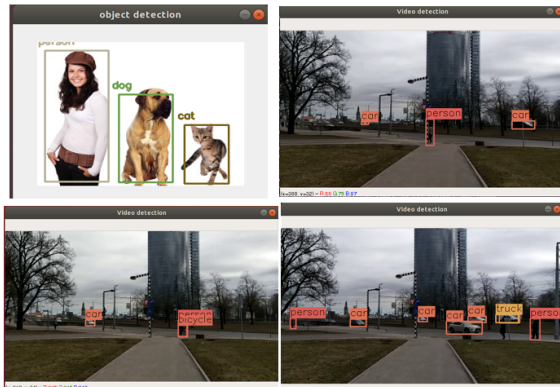 object detection
person
dog
cat
Video detection
car
person
car
Video detection
car
person
bicycle
Video detection
person
car
car
car
car
truck
person